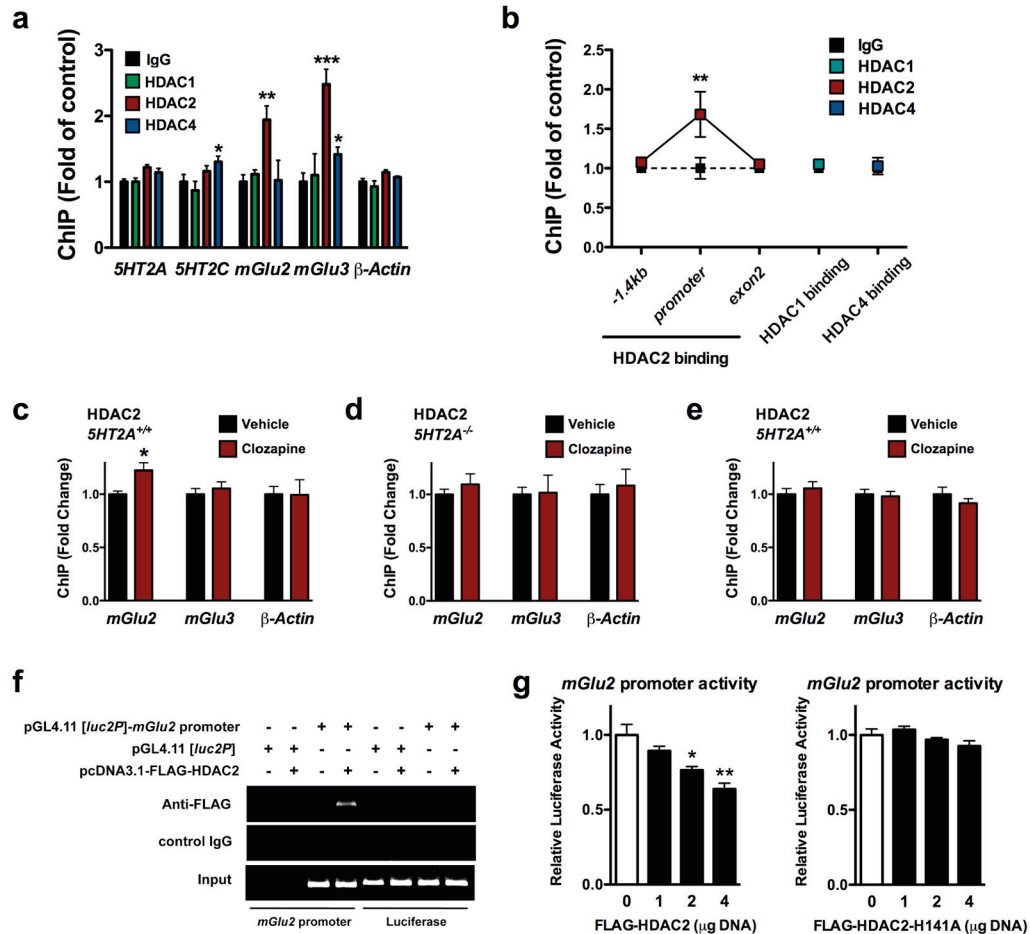 a
ChIP (Fold of control)
3
2
1
0
IgG
HDAC1
HDAC2
HDAC4
*
**
***
*
5HT2A 5HT2C mGlu2 mGlu3 β-Actin
b
ChIP (Fold of control)
2.5
2.0
1.5
1.0
0.5
0.0
**
IgG
HDAC1
HDAC2
HDAC4
-1.4kb
promoter
exon2
HDAC1 binding
HDAC4 binding
HDAC2 binding
c
HDAC2
5HT2A+/+
Vehicle
Clozapine
*
ChIP (Fold Change)
1.0
0.5
1.0
mGlu2 mGlu3 β-Actin
d
HDAC2
5HT2A-/-
Vehicle
Clozapine
ChIP (Fold Change)
1.0
0.5
1.0
mGlu2 mGlu3 β-Actin
e
HDAC2
5HT2A+/+
Vehicle
Clozapine
ChIP (Fold Change)
1.0
0.5
1.0
mGlu2 mGlu3 β-Actin
f
pGL4.11 [luc2P]-mGlu2 promoter - - + + - - + +
pGL4.11 [luc2P] + + - - + + - -
pcDNA3.1-FLAG-HDAC2 - + - + - + - +
Anti-FLAG
control IgG
Input
mGlu2 promoter Luciferase
g
mGlu2 promoter activity
Relative Luciferase Activity
1.0
0.5
1.0
*
**
0 1 2 4
FLAG-HDAC2 (μg DNA)
mGlu2 promoter activity
Relative Luciferase Activity
1.0
0.5
1.0
0 1 2 4
FLAG-HDAC2-H141A (μg DNA)